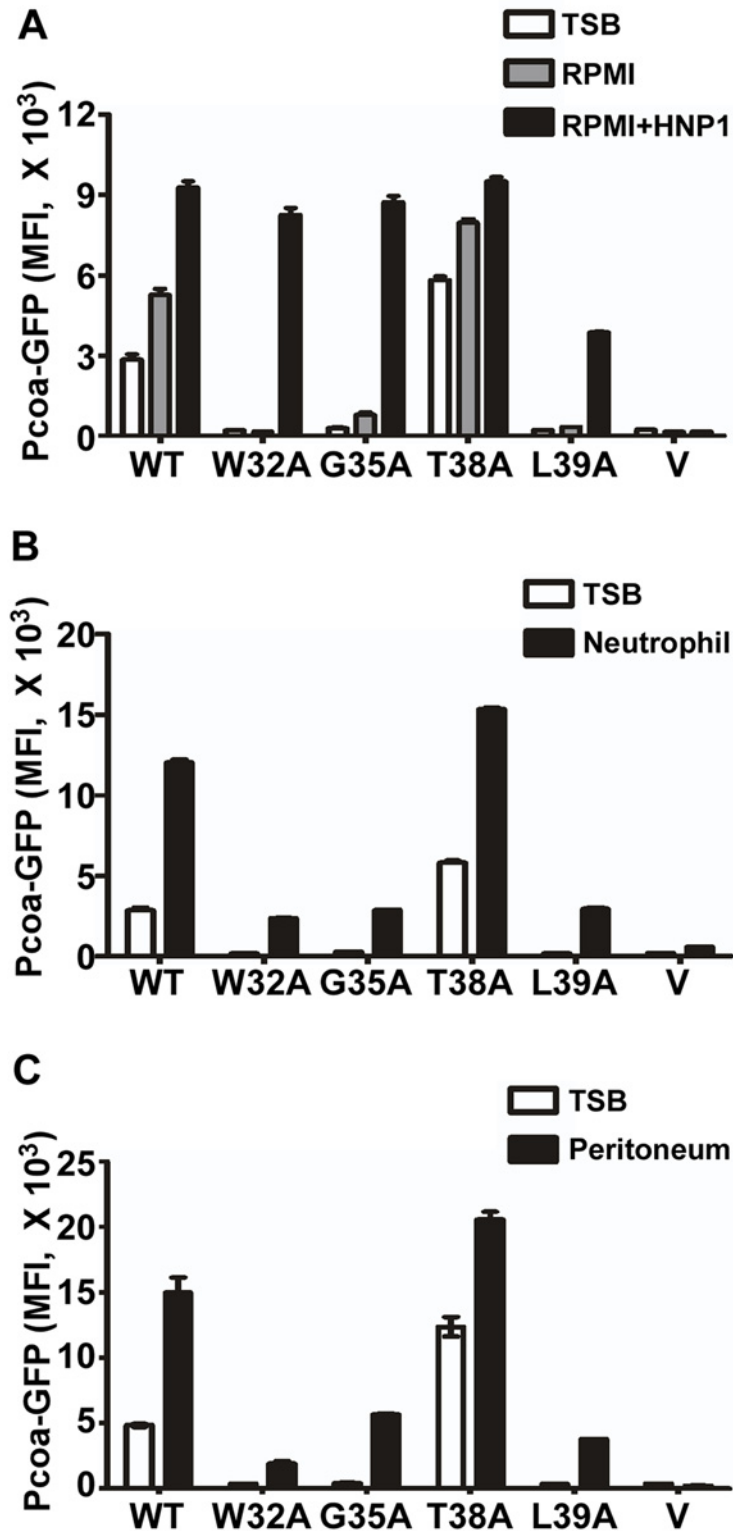 A
TSB
RPMI
RPMI+HNP1
Pcoa-GFP (MFI, X 10³)
12
9
6
3
0
WT W32A G35A T38A L39A V
B
TSB
Neutrophil
Pcoa-GFP (MFI, X 10³)
20
15
10
5
0
WT W32A G35A T38A L39A V
C
TSB
Peritoneum
Pcoa-GFP (MFI, X 10³)
25
20
15
10
5
0
WT W32A G35A T38A L39A V